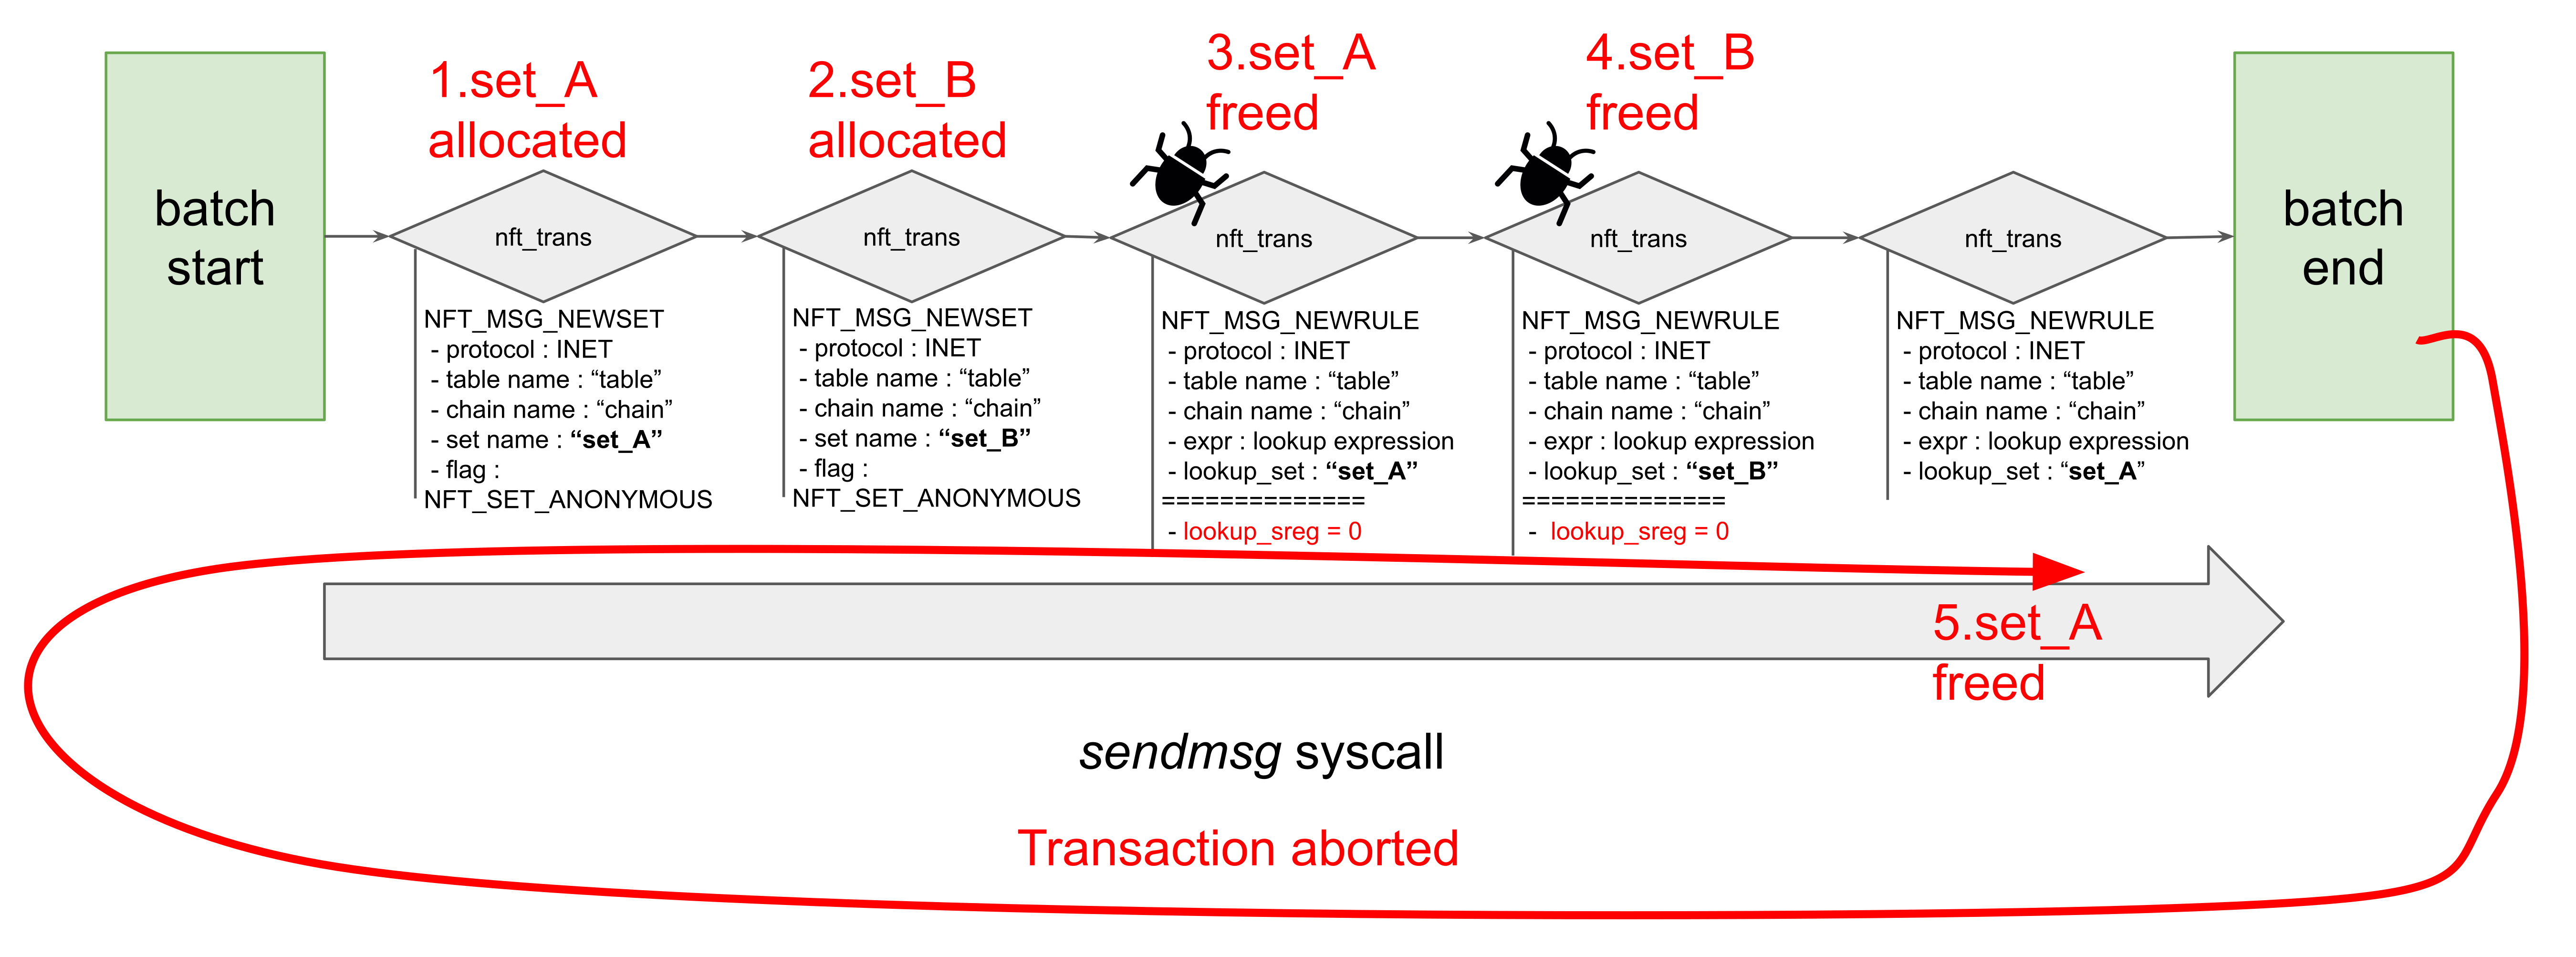 batch
start
1.set_A
allocated
nft_trans
NFT_MSG_NEWSET
- protocol : INET
- table name : “table”
- chain name : “chain”
- set name : “set_A”
- flag :
NFT_SET_ANONYMOUS
2.set_B
allocated
nft_trans
NFT_MSG_NEWSET
- protocol : INET
- table name : “table”
- chain name : “chain”
- set name : “set_B”
- flag :
NFT_SET_ANONYMOUS
3.set_A
freed
nft_trans
NFT_MSG_NEWRULE
- protocol : INET
- table name : “table”
- chain name : “chain”
- expr : lookup expression
- lookup_set : “set_A”
==============
- lookup_sreg = 0
4.set_B
freed
nft_trans
NFT_MSG_NEWRULE
- protocol : INET
- table name : “table”
- chain name : “chain”
- expr : lookup expression
- lookup_set : “set_B”
==============
- lookup_sreg = 0
nft_trans
NFT_MSG_NEWRULE
- protocol : INET
- table name : “table”
- chain name : “chain”
- expr : lookup expression
- lookup_set : “set_A”
batch
end
5.set_A
freed
sendmsg syscall
Transaction aborted